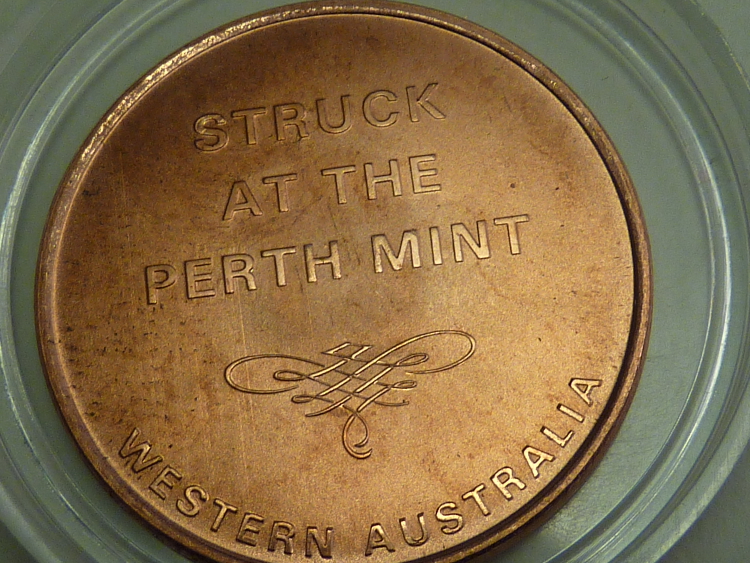 STRUCK
AT THE
PERTH MINT
WESTERN AUSTRALIA